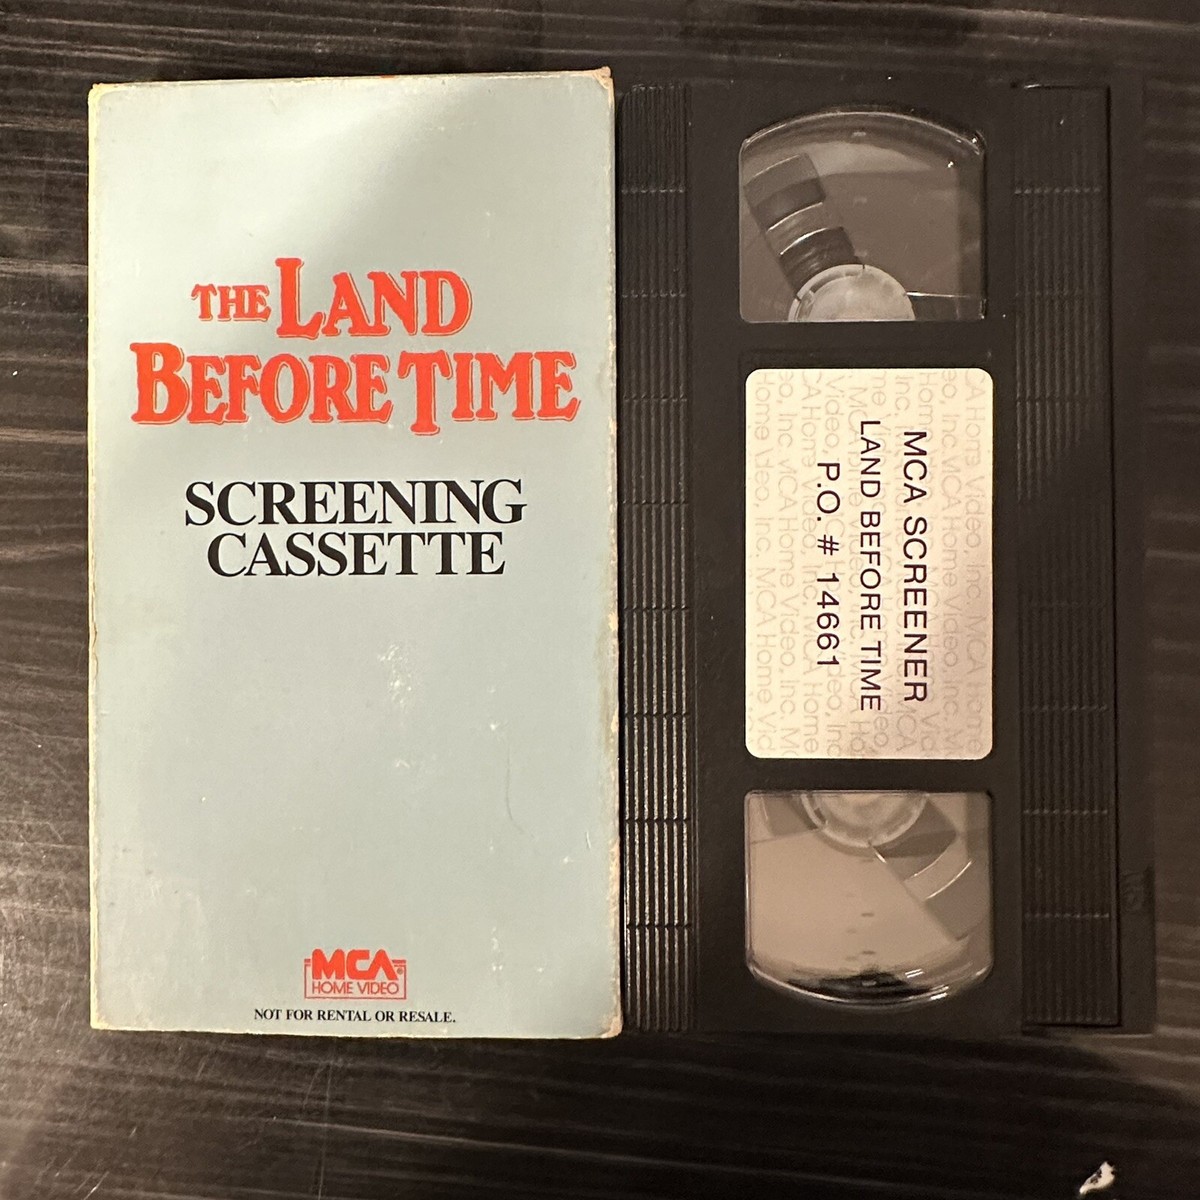 THE LAND
BEFORE TIME
SCREENING
CASSETTE
MCA®
HOME VIDEO
NOT FOR RENTAL OR RESALE.
MCA SCREENER
LAND BEFORE TIME
P.O. # 14661